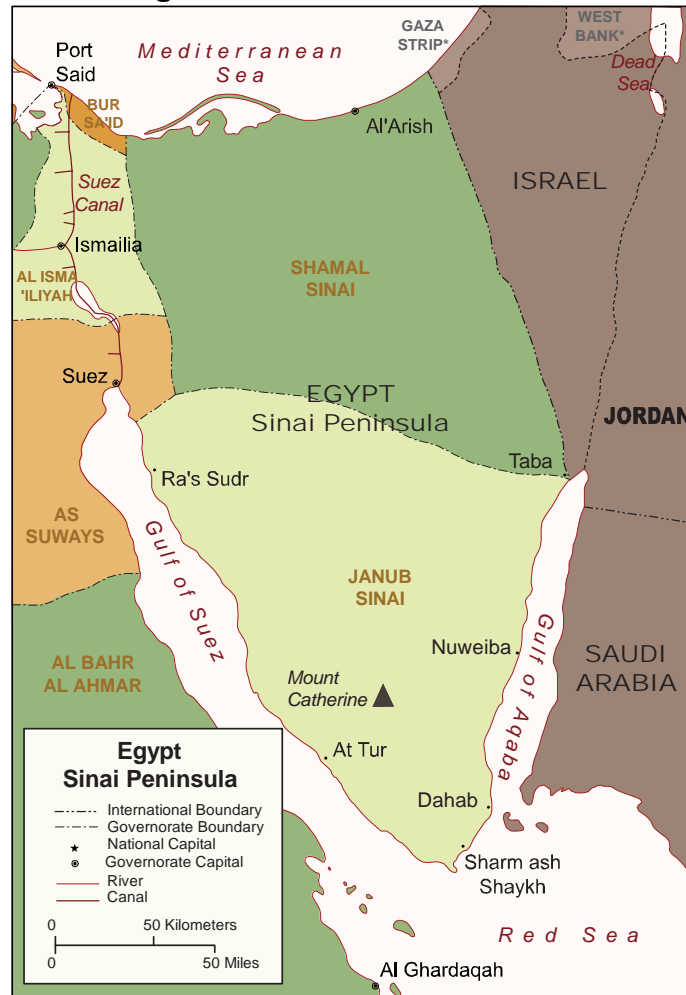 Port
Said
Mediterranean
Sea
GAZA
STRIP*
WEST
BANK*
Dead
Sea
BUR
SA'ID
Al'Arish
ISRAEL
Suez
Canal
Ismailia
AL ISMA
'ILIYAH
SHAMAL
SINAI
Suez
EGYPT
Sinai Peninsula
JORDAN
Taba
Ra's Sudr
AS
SUWAYS
Gulf of Suez
JANUB
SINAI
Gulf of Aqaba
Nuweiba
SAUDI
ARABIA
AL BAHR
AL AHMAR
Mount
Catherine
At Tur
Dahab
Sharm ash
Shaykh
Red Sea
Al Ghardaqah
Egypt
Sinai Peninsula
International Boundary
Governorate Boundary
National Capital
Governorate Capital
River
Canal
0 50 Kilometers
0 50 Miles